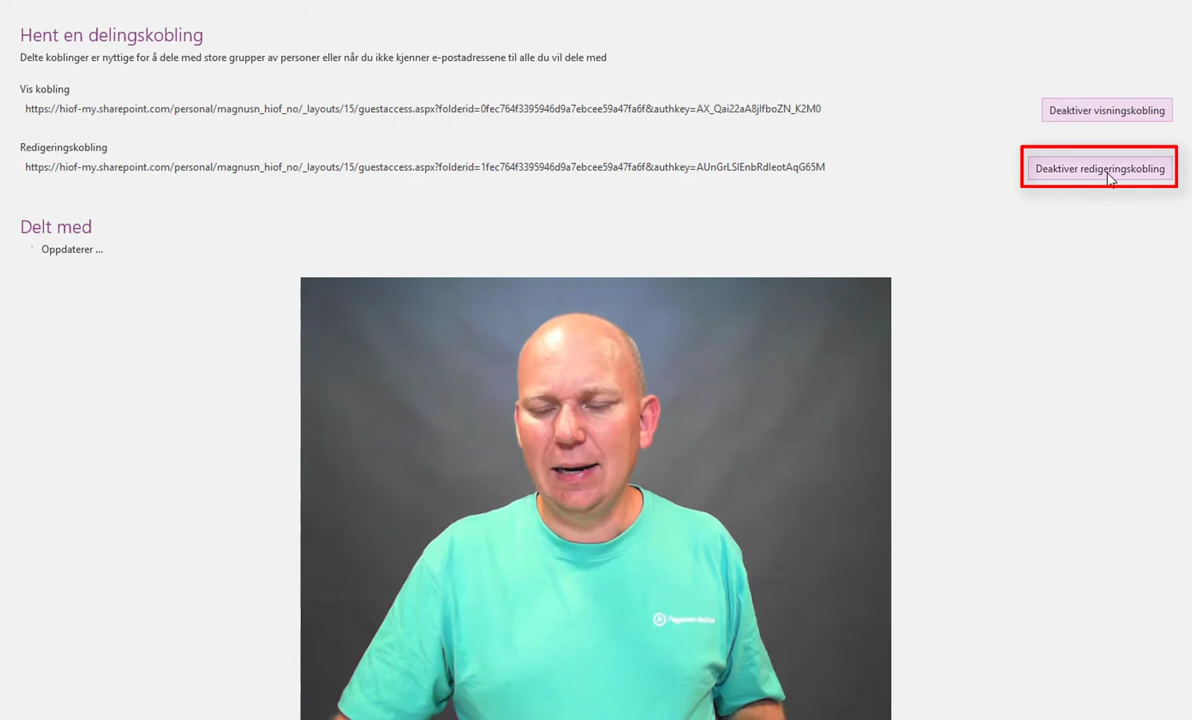 Hent en delingskobling
Delte koblinger er nyttige for å dele med store grupper av personer eller når du ikke kjenner e-postadressene til alle du vil dele med
Vis kobling
https://hiof-my.sharepoint.com/personal/magnusn_hiof_no/_layouts/15/guestaccess.aspx?folderid=0fec764f3395946d9a7ebcee59a47fa6f&authkey=AX_Qai22aA8jIfboZN_K2M0
Deaktiver visningskobling
Redigeringskobling
https://hiof-my.sharepoint.com/personal/magnusn_hiof_no/_layouts/15/guestaccess.aspx?folderid=1fec764f3395946d9a7ebcee59a47fa6f&authkey=AUnGrLSlEnbRdleotAqG65M
Deaktiver redigeringskobling
Delt med
Oppdaterer ...